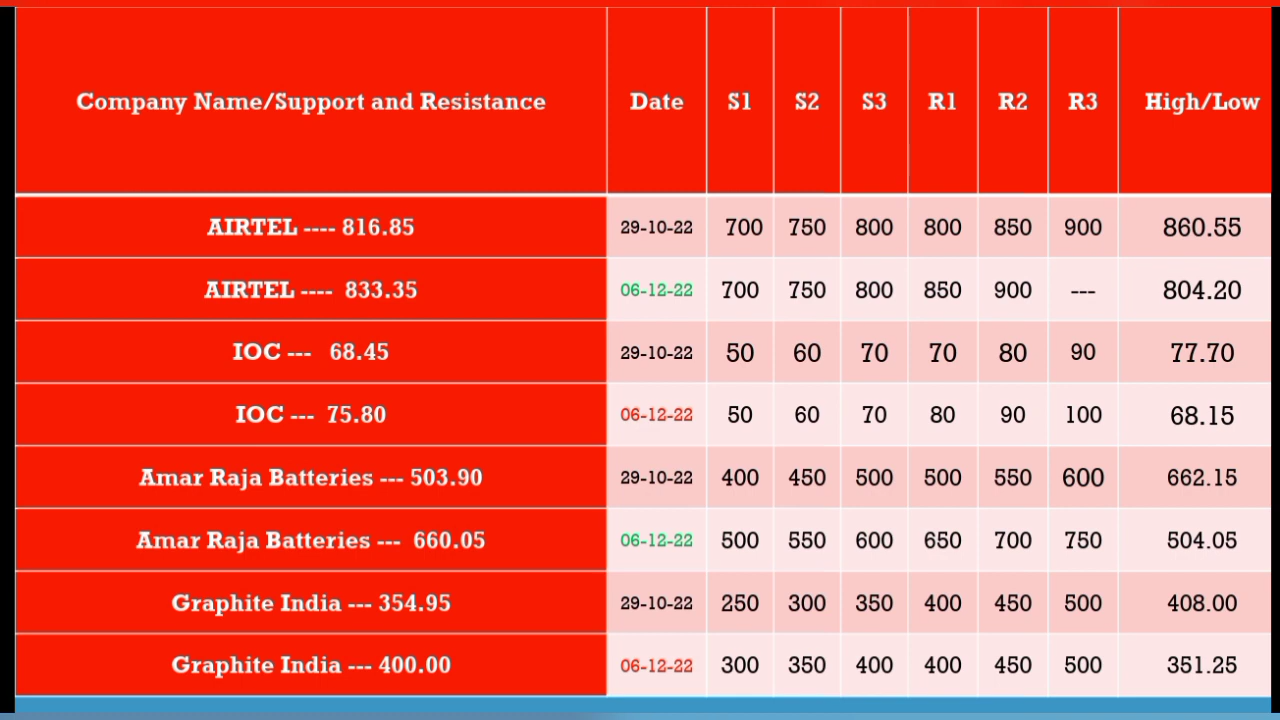 Company Name/Support and Resistance Date S1 S2 S3 R1 R2 R3 High/Low
AIRTEL ---- 816.85 29-10-22 700 750 800 800 850 900 860.55
AIRTEL ---- 833.35 06-12-22 700 750 800 850 900 --- 804.20
IOC --- 68.45 29-10-22 50 60 70 70 80 90 77.70
IOC --- 75.80 06-12-22 50 60 70 80 90 100 68.15
Amar Raja Batteries --- 503.90 29-10-22 400 450 500 500 550 600 662.15
Amar Raja Batteries --- 660.05 06-12-22 500 550 600 650 700 750 504.05
Graphite India --- 354.95 29-10-22 250 300 350 400 450 500 408.00
Graphite India --- 400.00 06-12-22 300 350 400 400 450 500 351.25